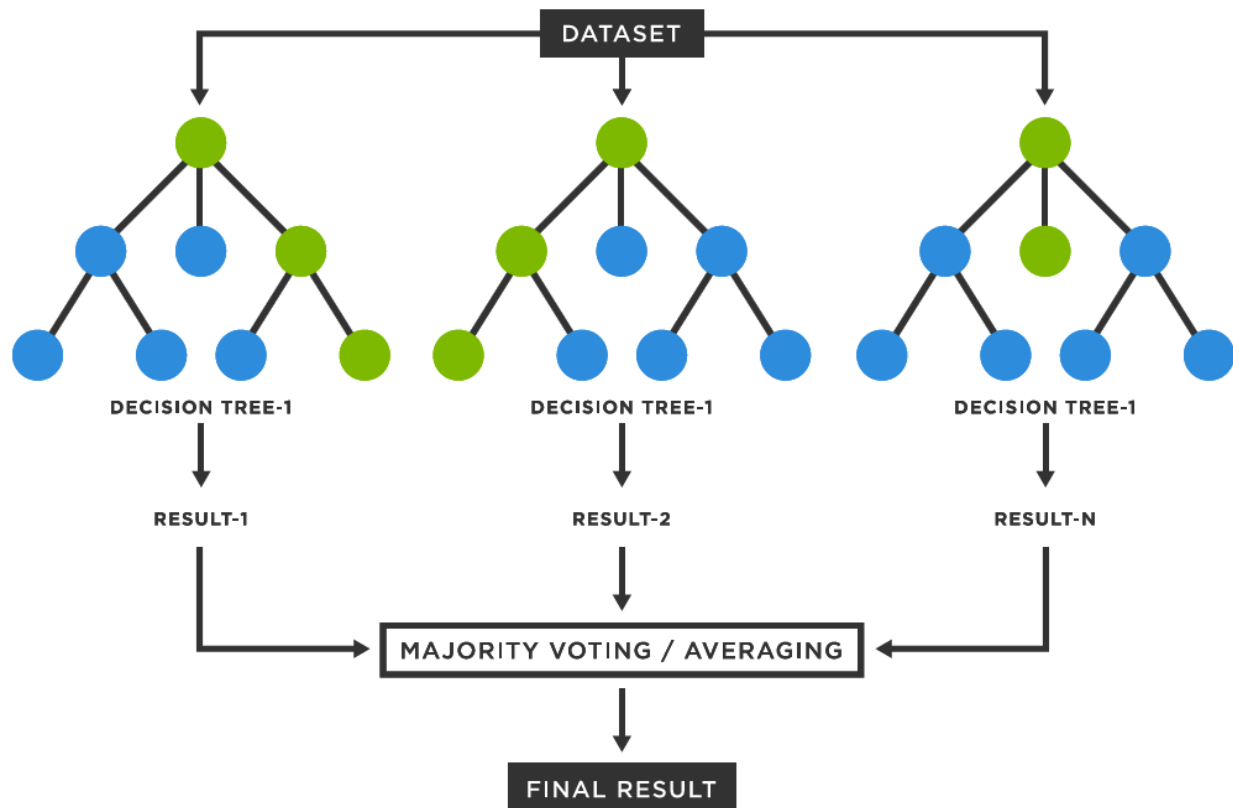 DATASET
DECISION TREE-1
DECISION TREE-1
DECISION TREE-1
RESULT-1
RESULT-2
RESULT-N
MAJORITY VOTING / AVERAGING
FINAL RESULT